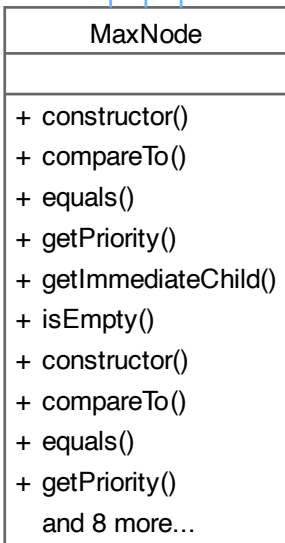 MaxNode
+ constructor()
+ compareTo()
+ equals()
+ getPriority()
+ getImmediateChild()
+ isEmpty()
+ constructor()
+ compareTo()
+ equals()
+ getPriority()
and 8 more...